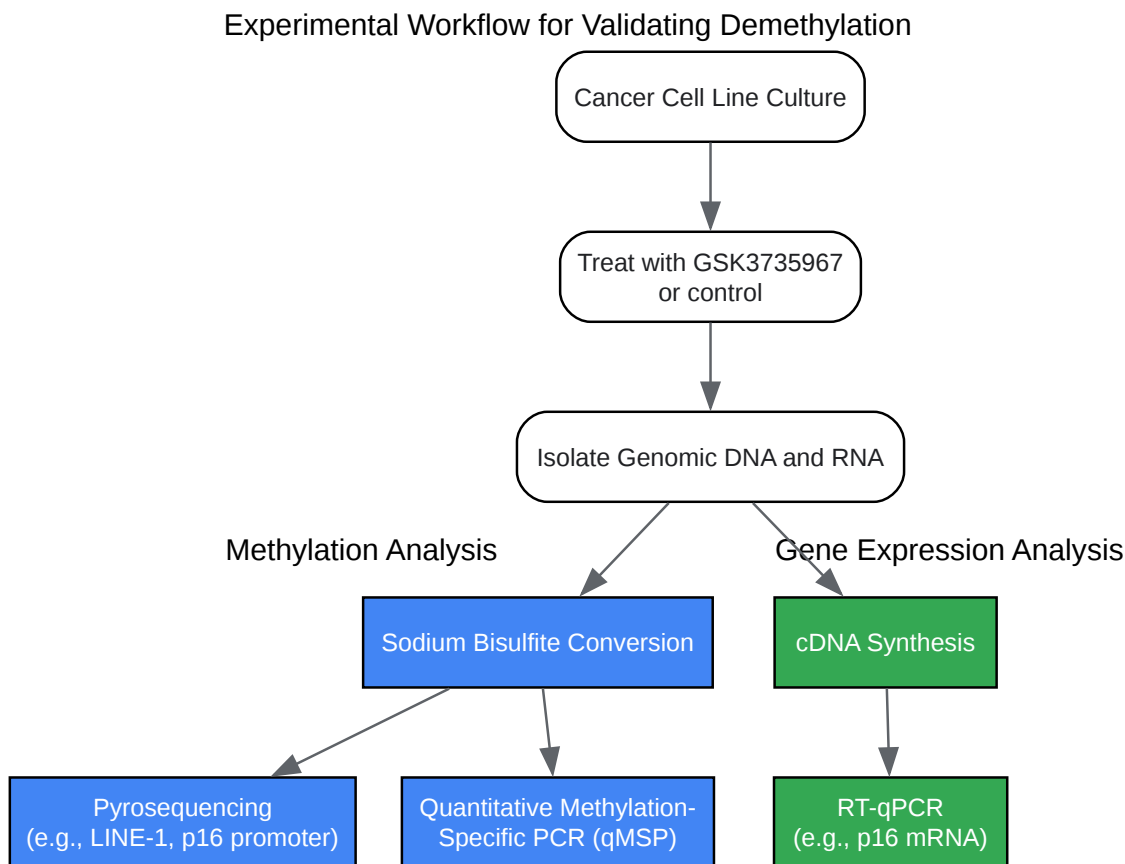 Experimental Workflow for Validating Demethylation
Cancer Cell Line Culture
Treat with GSK3735967
or control
Isolate Genomic DNA and RNA
Methylation Analysis
Gene Expression Analysis
Sodium Bisulfite Conversion
cDNA Synthesis
Pyrosequencing
(e.g., LINE-1, p16 promoter)
Quantitative Methylation-
Specific PCR (qMSP)
RT-qPCR
(e.g., p16 mRNA)